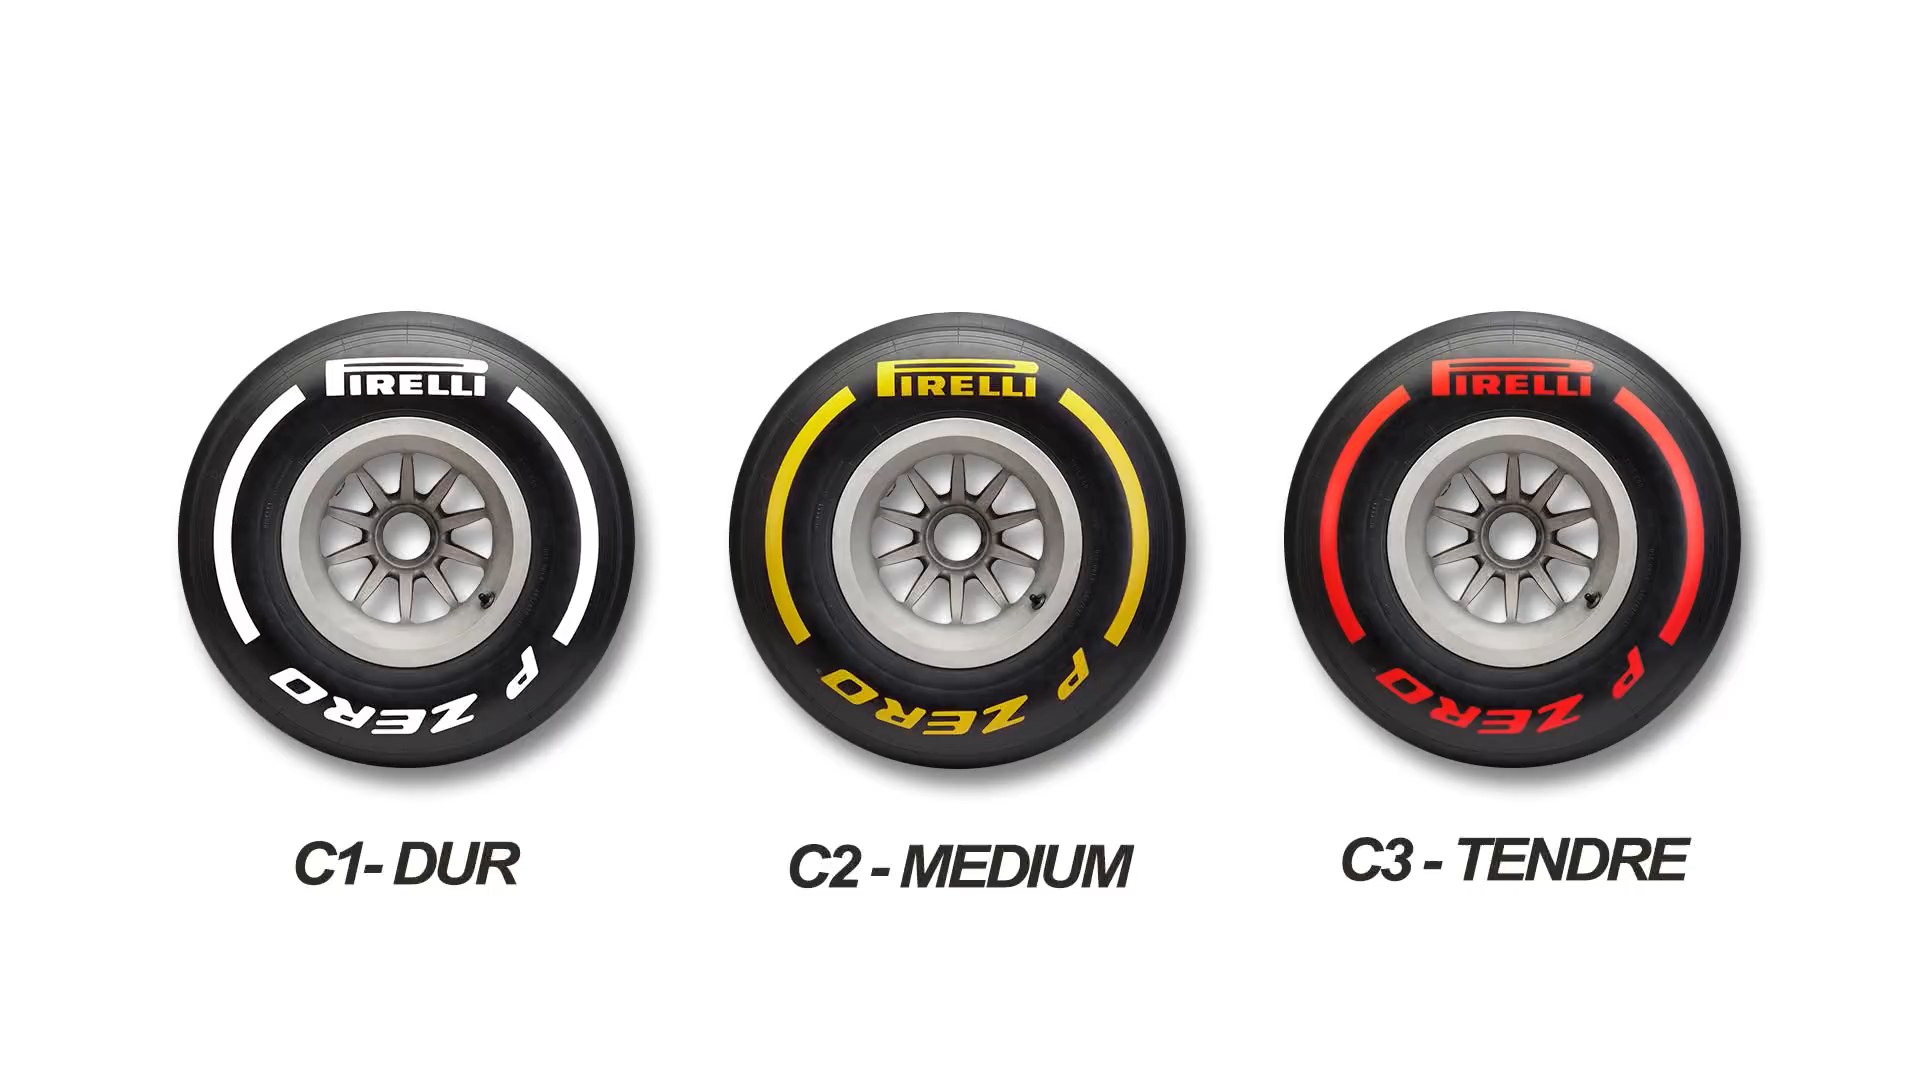 PIRELLI
P ZERO
C1- DUR
PIRELLI
P ZERO
C2 - MEDIUM
PIRELLI
P ZERO
C3 - TENDRE